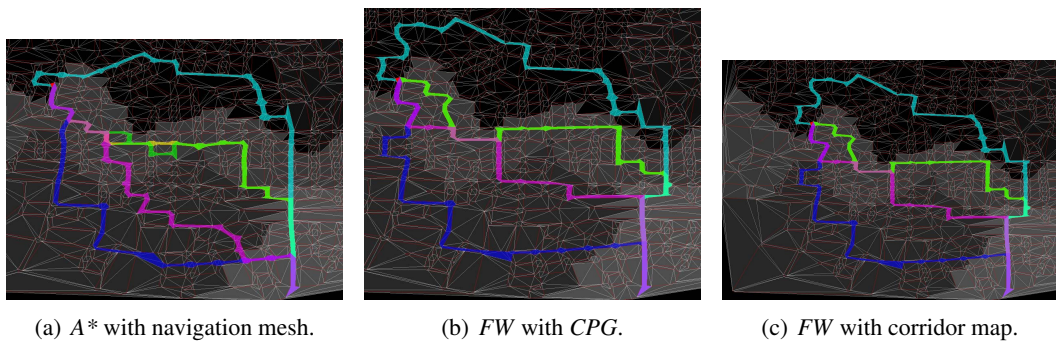 (a) A* with navigation mesh.
(b) FW with CPG.
(c) FW with corridor map.